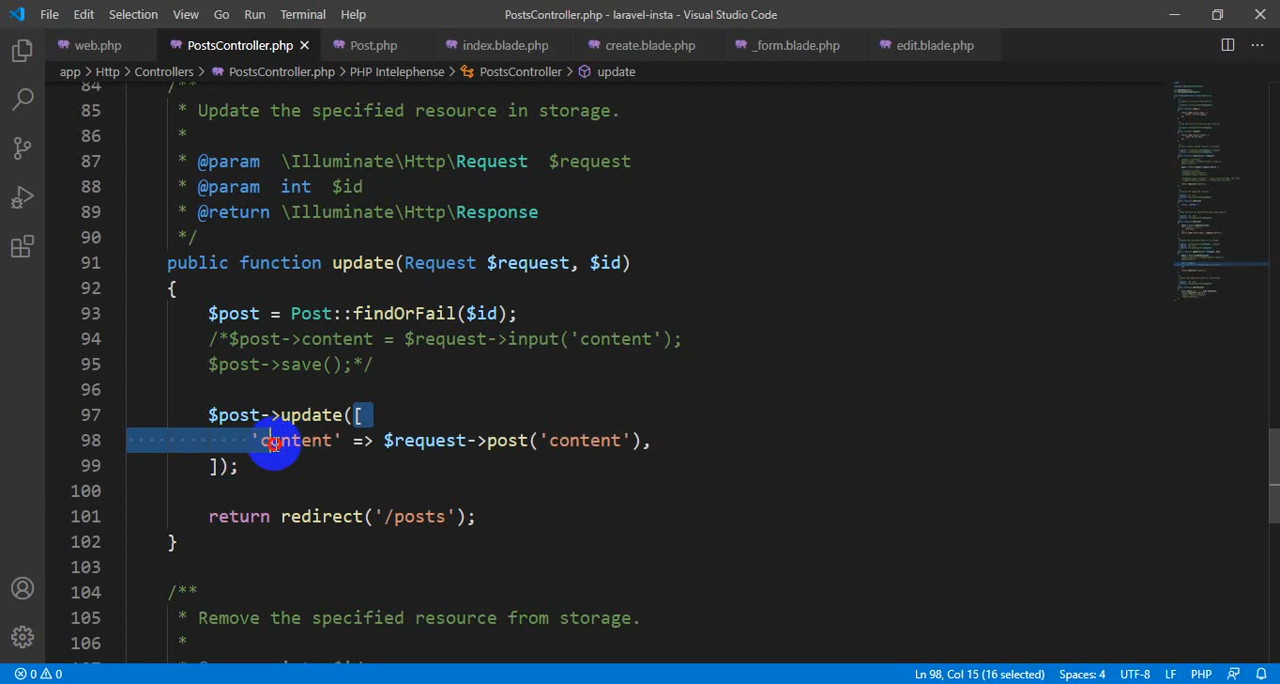 File Edit Selection View Go Run Terminal Help PostsController.php - laravel-insta - Visual Studio Code
web.php PostsController.php Post.php index.blade.php create.blade.php _form.blade.php edit.blade.php
app > Http > Controllers > PostsController.php > PHP Intelephense > PostsController > update
84 /**
85 * Update the specified resource in storage.
86 *
87 * @param \Illuminate\Http\Request $request
88 * @param int $id
89 * @return \Illuminate\Http\Response
90 */
91 public function update(Request $request, $id)
92 {
93 $post = Post::findOrFail($id);
94 /*$post->content = $request->input('content');
95 $post->save();*/
96
97 $post->update([
98 'content' => $request->post('content'),
99 ]);
100
101 return redirect('/posts');
102 }
103
104 /**
105 * Remove the specified resource from storage.
106 *
0 0 Ln 98, Col 15 (16 selected) Spaces: 4 UTF-8 LF PHP